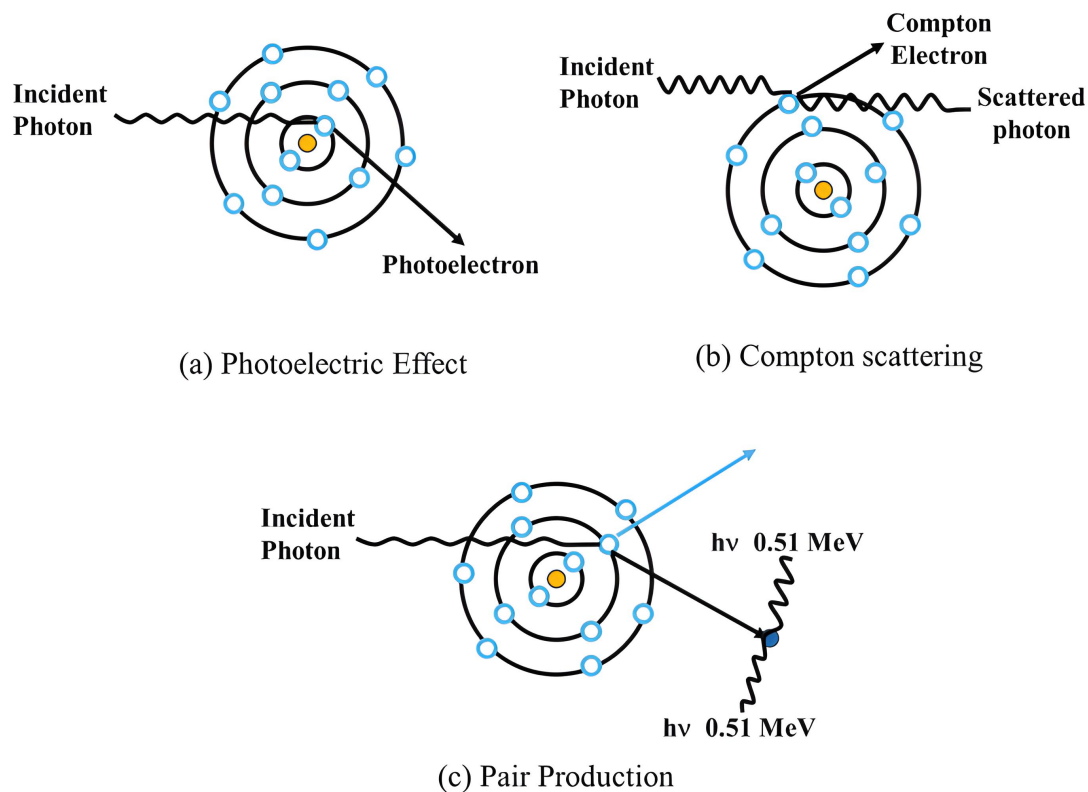 Incident
Photon
Photoelectron
(a) Photoelectric Effect
Incident
Photon
Compton
Electron
Scattered
photon
(b) Compton scattering
Incident
Photon
hν 0.51 MeV
hν 0.51 MeV
(c) Pair Production